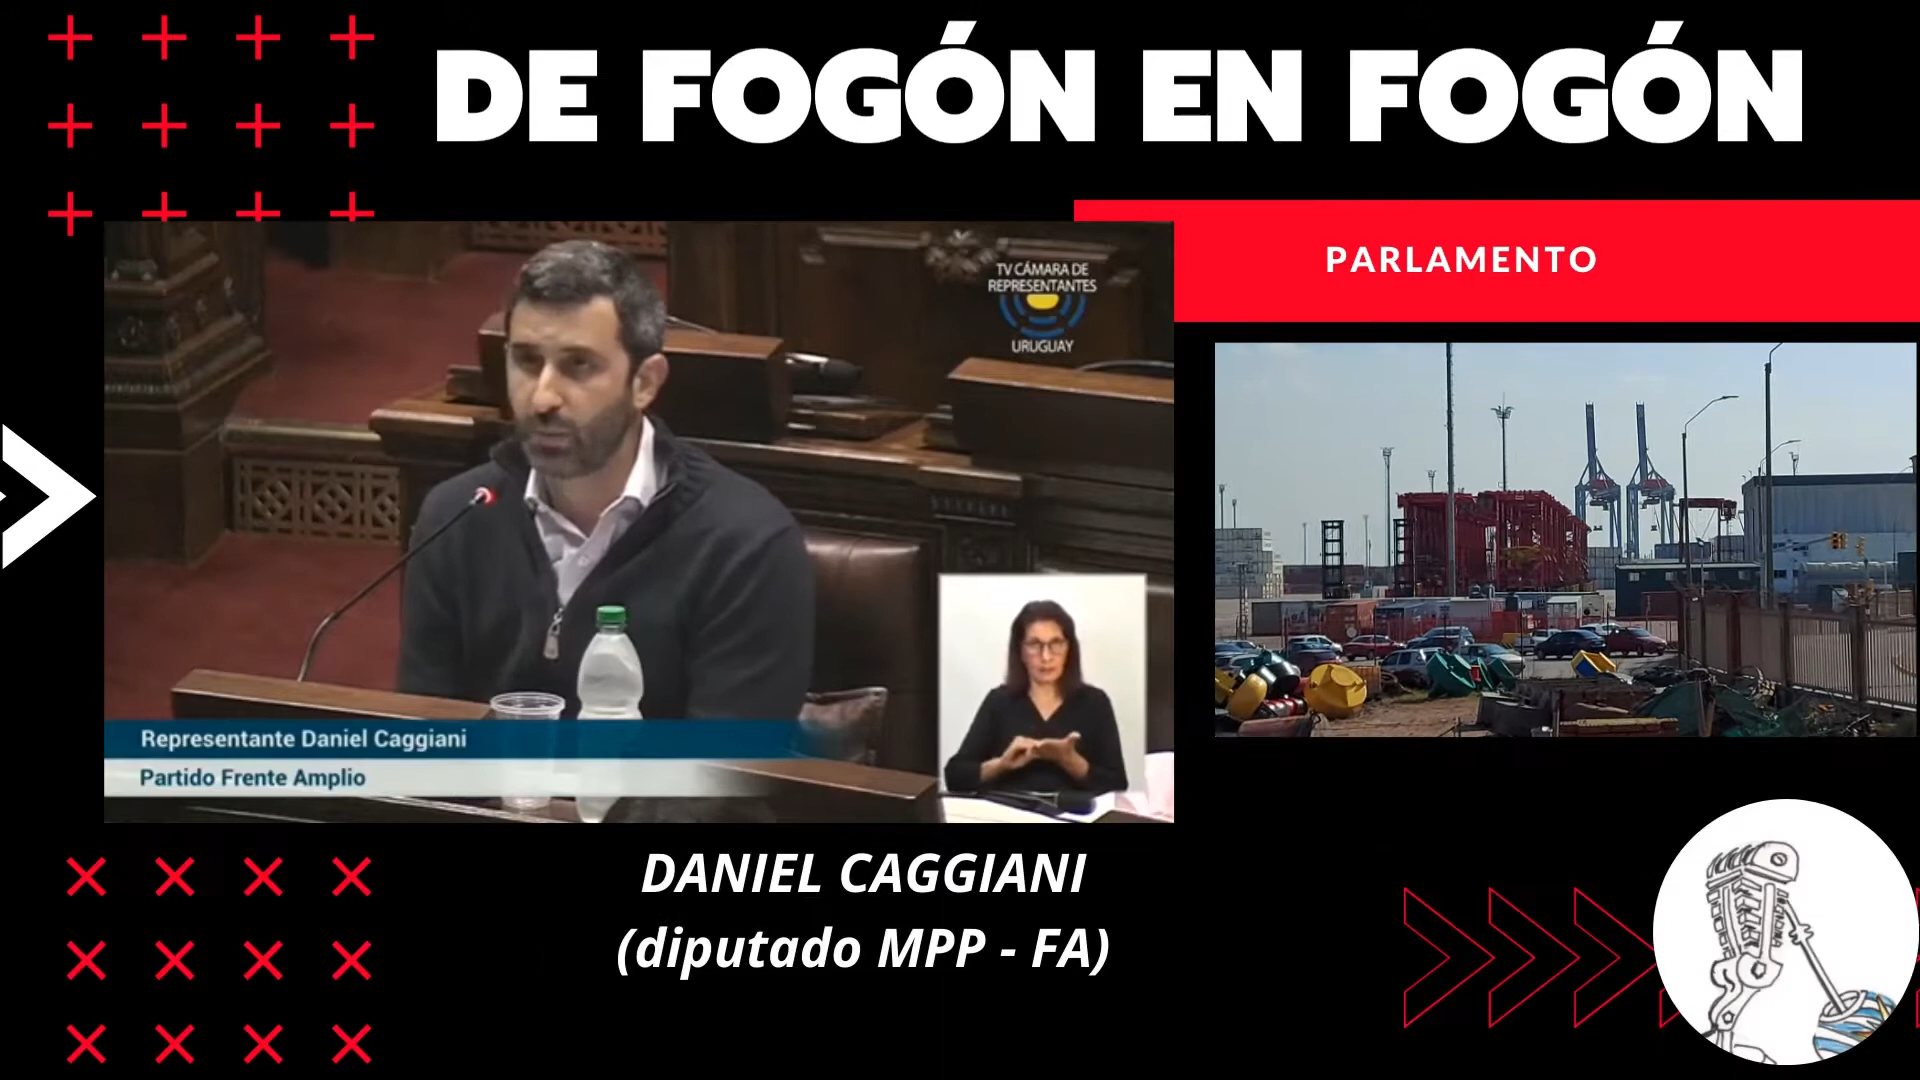 DE FOGÓN EN FOGÓN
PARLAMENTO
TV CÁMARA DE
REPRESENTANTES
URUGUAY
Representante Daniel Caggiani
Partido Frente Amplio
DANIEL CAGGIANI
(diputado MPP - FA)